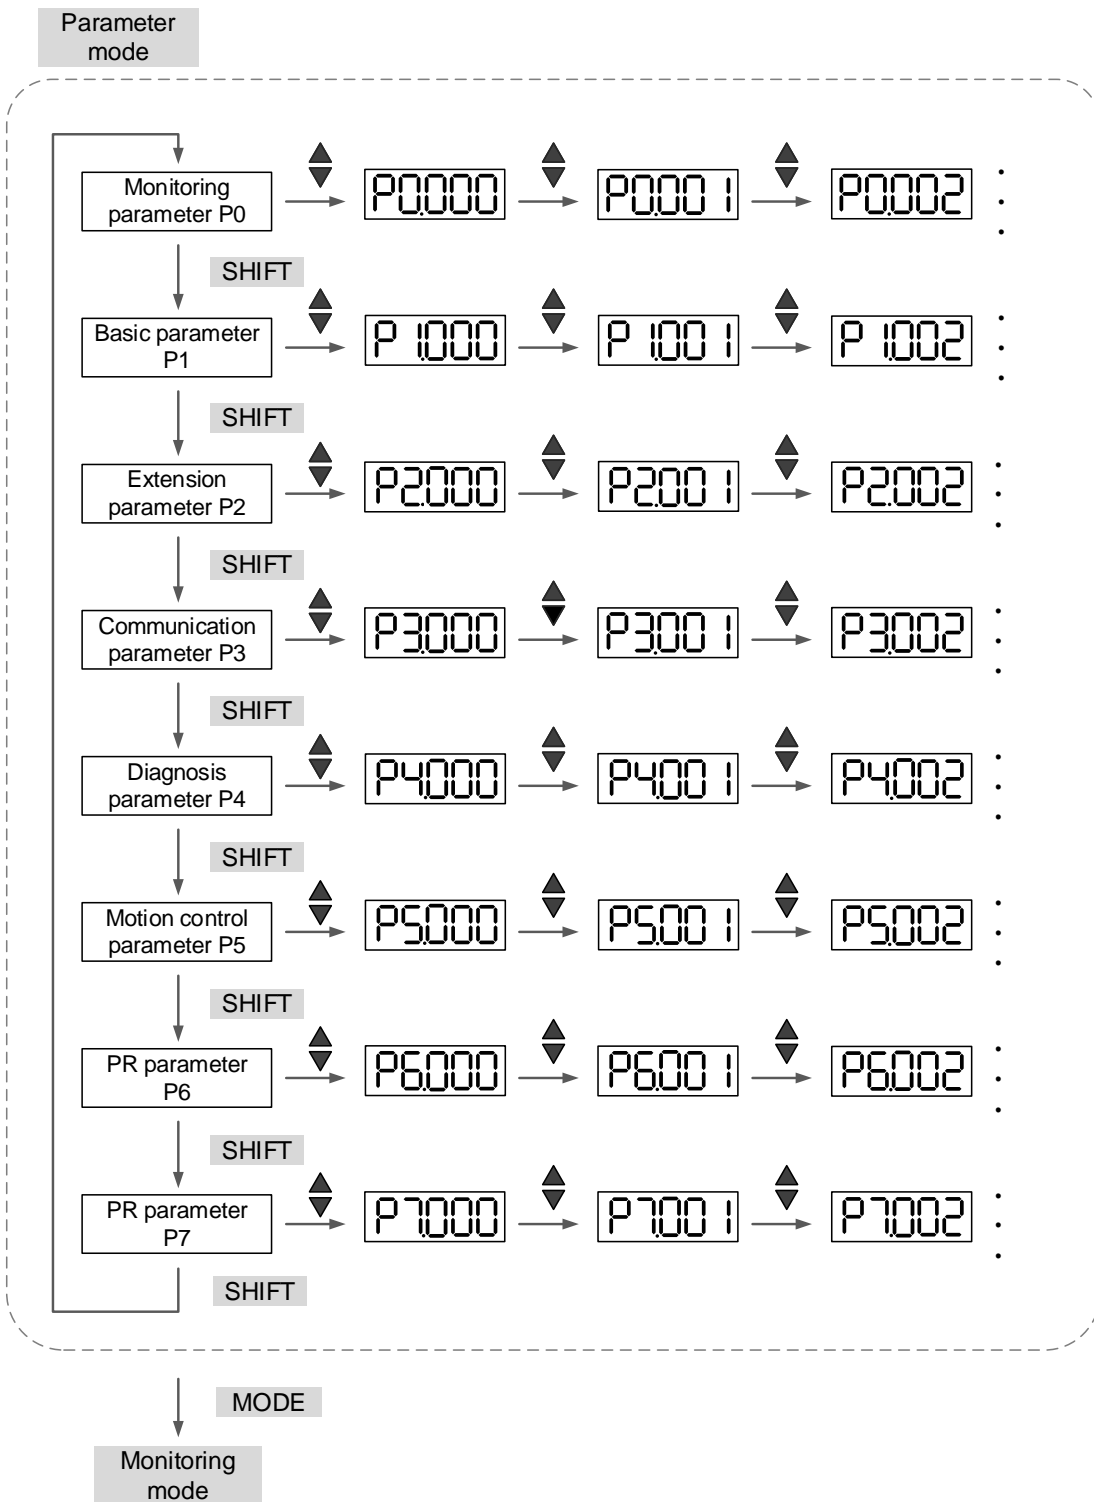 Parameter
mode
Monitoring
parameter P0
P0.000
P0.001
P0.002
SHIFT
Basic parameter
P1
P1.000
P1.001
P1.002
SHIFT
Extension
parameter P2
P2.000
P2.001
P2.002
SHIFT
Communication
parameter P3
P3.000
P3.001
P3.002
SHIFT
Diagnosis
parameter P4
P4.000
P4.001
P4.002
SHIFT
Motion control
parameter P5
P5.000
P5.001
P5.002
SHIFT
PR parameter
P6
P6.000
P6.001
P6.002
SHIFT
PR parameter
P7
P7.000
P7.001
P7.002
SHIFT
MODE
Monitoring
mode